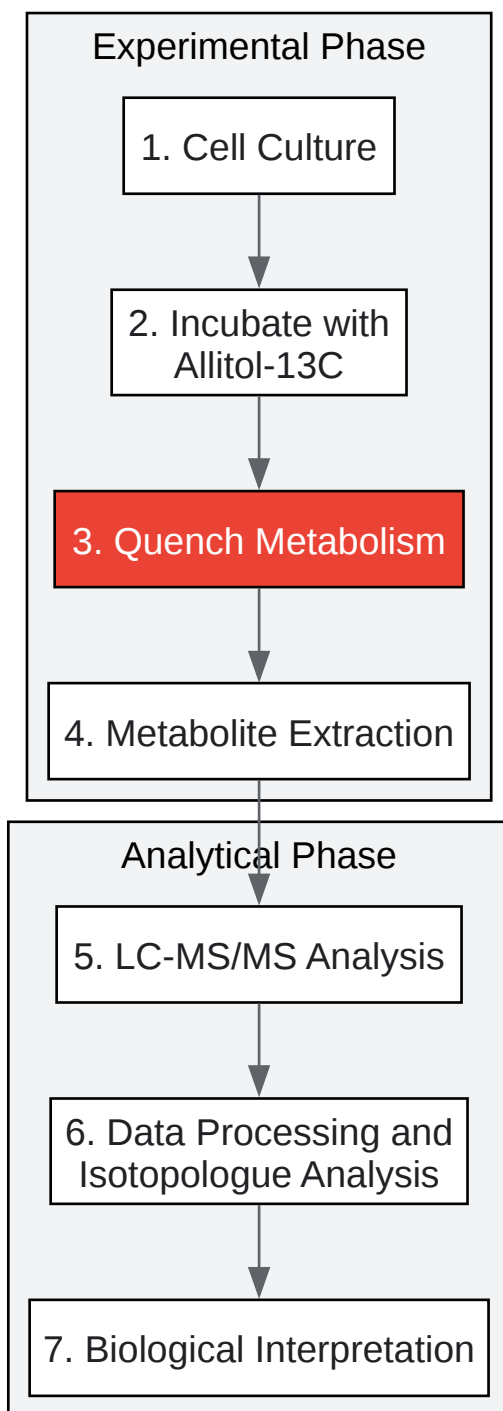 Experimental Phase
1. Cell Culture
2. Incubate with
Allitol-13C
3. Quench Metabolism
4. Metabolite Extraction
Analytical Phase
5. LC-MS/MS Analysis
6. Data Processing and
Isotopologue Analysis
7. Biological Interpretation